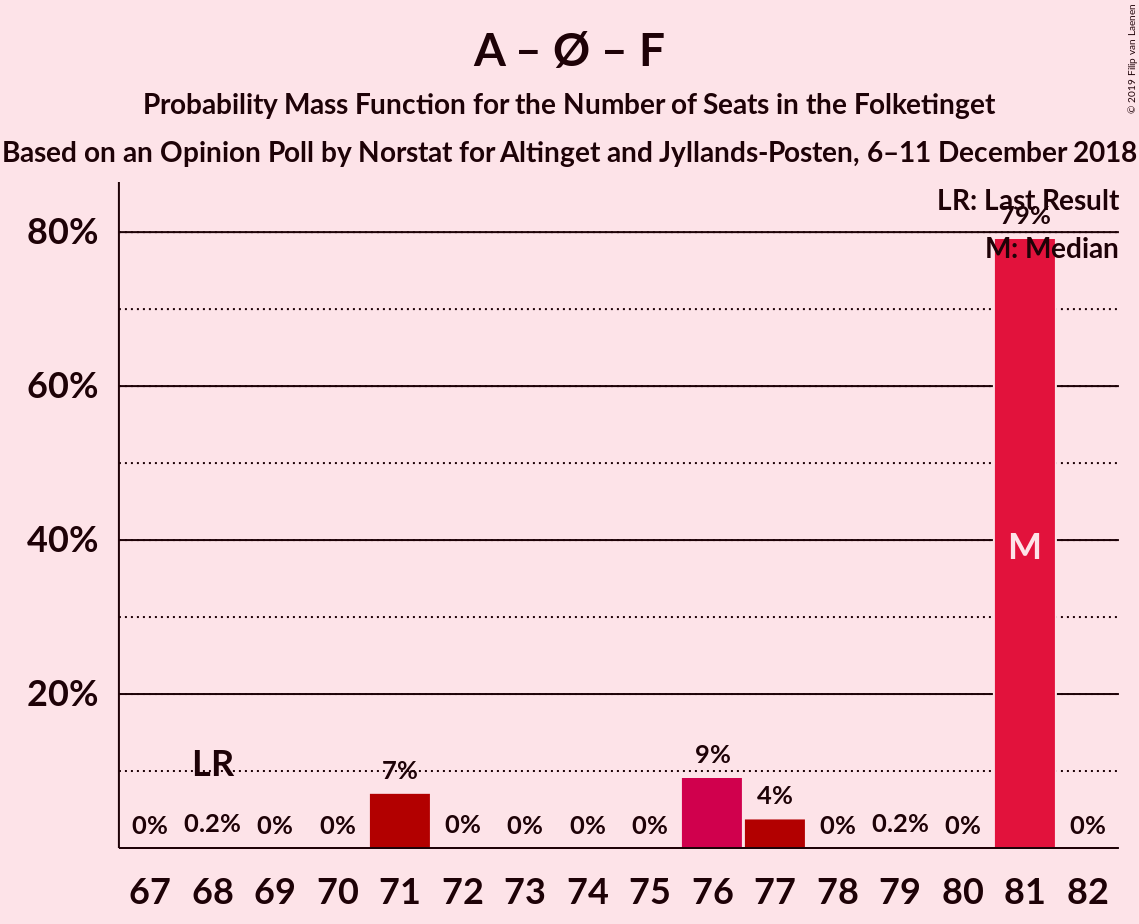 A – Ø – F
Probability Mass Function for the Number of Seats in the Folketinget
Based on an Opinion Poll by Norstat for Altinget and Jyllands-Posten, 6–11 December 2018
© 2019 Filip van Laenen
LR: Last Result
M: Median
80%
60%
40%
20%
79%
M
LR
0% 0.2% 0% 0% 7% 0% 0% 0% 0% 9% 4% 0% 0.2% 0% 0%
67 68 69 70 71 72 73 74 75 76 77 78 79 80 81 82